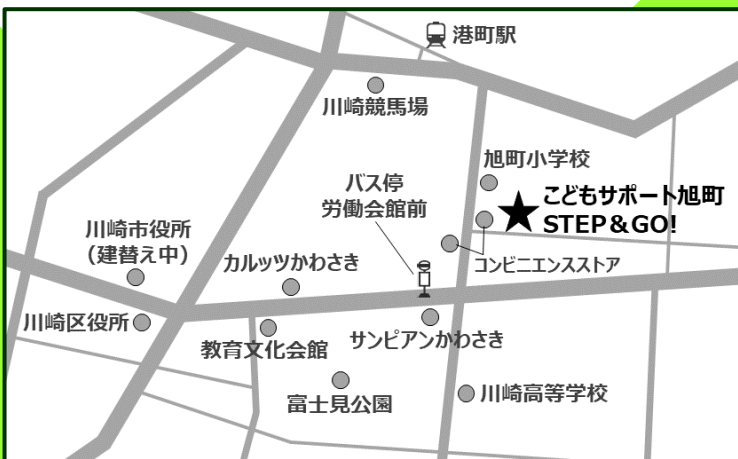 港町駅
川崎競馬場
旭町小学校
バス停
労働会館前
こどもサポート旭町
STEP&GO!
川崎市役所
(建替え中)
カルッツかわさき
コンビニエンスストア
川崎区役所
教育文化会館
サンピアンかわさき
富士見公園
川崎高等学校